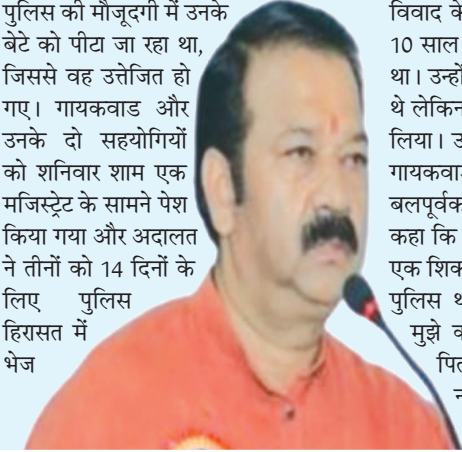 पुलिस की मौजूदगी में उनके
बेटे को पीटा जा रहा था,
जिससे वह उत्तेजित हो
गए। गायकवाड और
उनके दो सहयोगियों
को शनिवार शाम एक
मजिस्ट्रेट के सामने पेश
किया गया और अदालत
ने तीनों को 14 दिनों के
लिए पुलिस
हिरासत में
भेज
विवाद के
10 साल
था। उन्हों
थे लेकिन
लिया। उ
गायकवाड
बलपूर्वक
कहा कि
एक शिक
पुलिस थ
मुझे व
पित
न